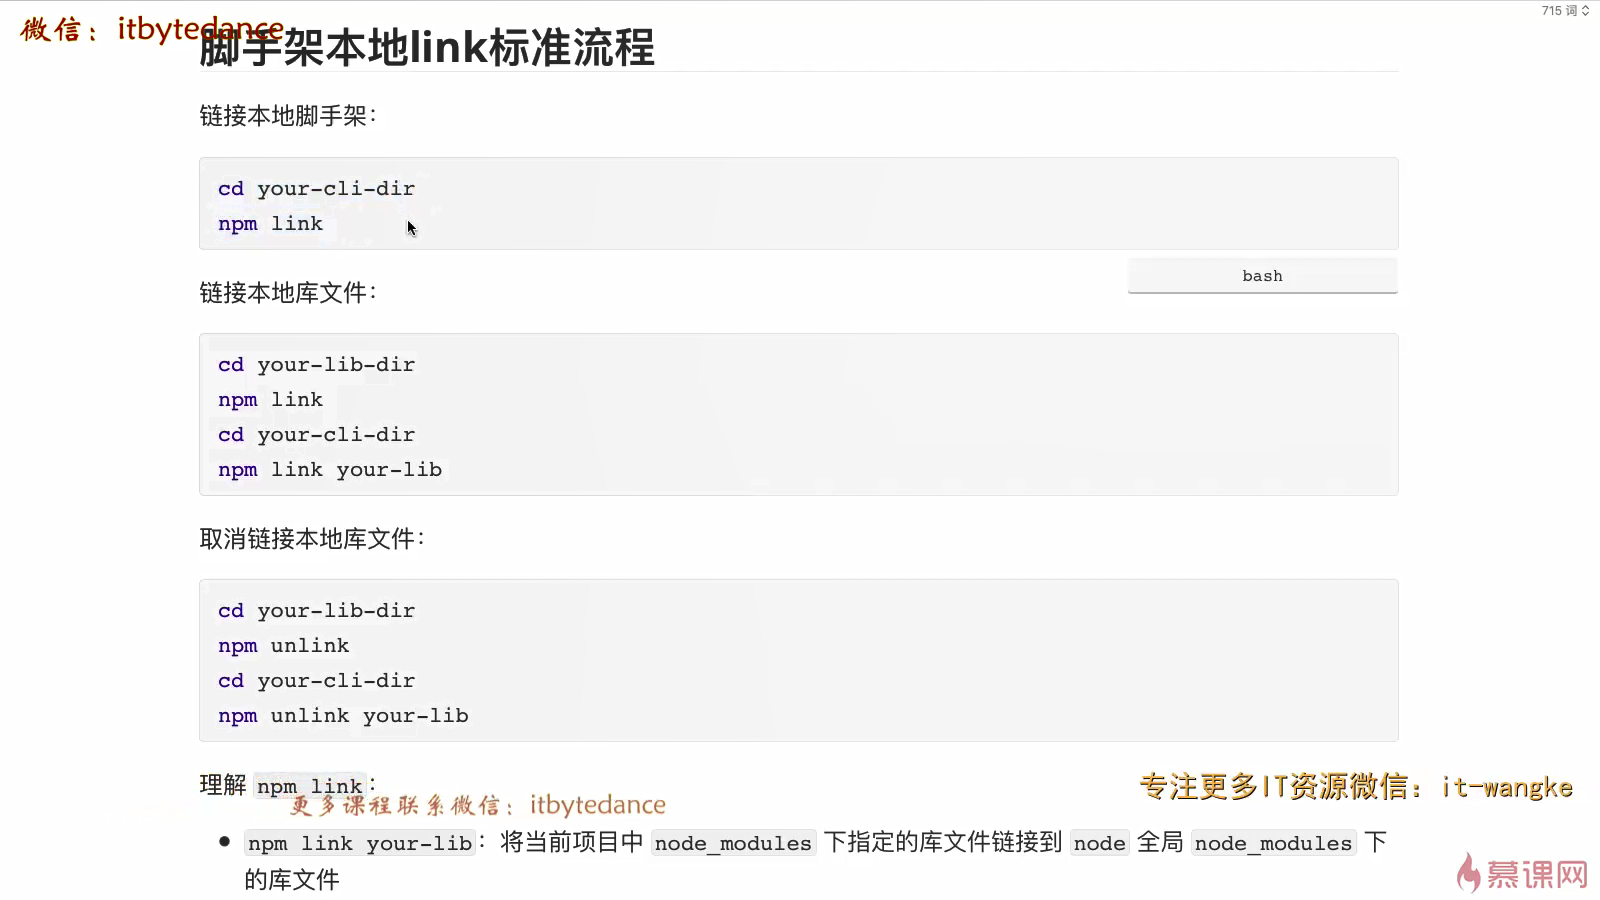 715 词
微信：itbytedance
脚手架本地link标准流程
链接本地脚手架：
cd your-cli-dir
npm link
bash
链接本地库文件：
cd your-lib-dir
npm link
cd your-cli-dir
npm link your-lib
取消链接本地库文件：
cd your-lib-dir
npm unlink
cd your-cli-dir
npm unlink your-lib
理解 npm link：
专注更多IT资源微信：it-wangke
更多课程联系微信：itbytedance
npm link your-lib：将当前项目中 node_modules 下指定的库文件链接到 node 全局 node_modules 下
的库文件
慕课网